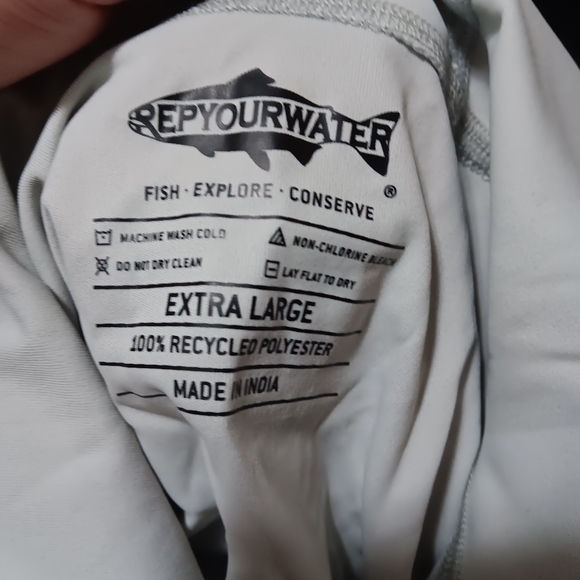 REPYOURWATER
®
FISH · EXPLORE · CONSERVE
MACHINE WASH COLD
NON-CHLORINE BLEACH
DO NOT DRY CLEAN
LAY FLAT TO DRY
EXTRA LARGE
100% RECYCLED POLYESTER
MADE IN INDIA